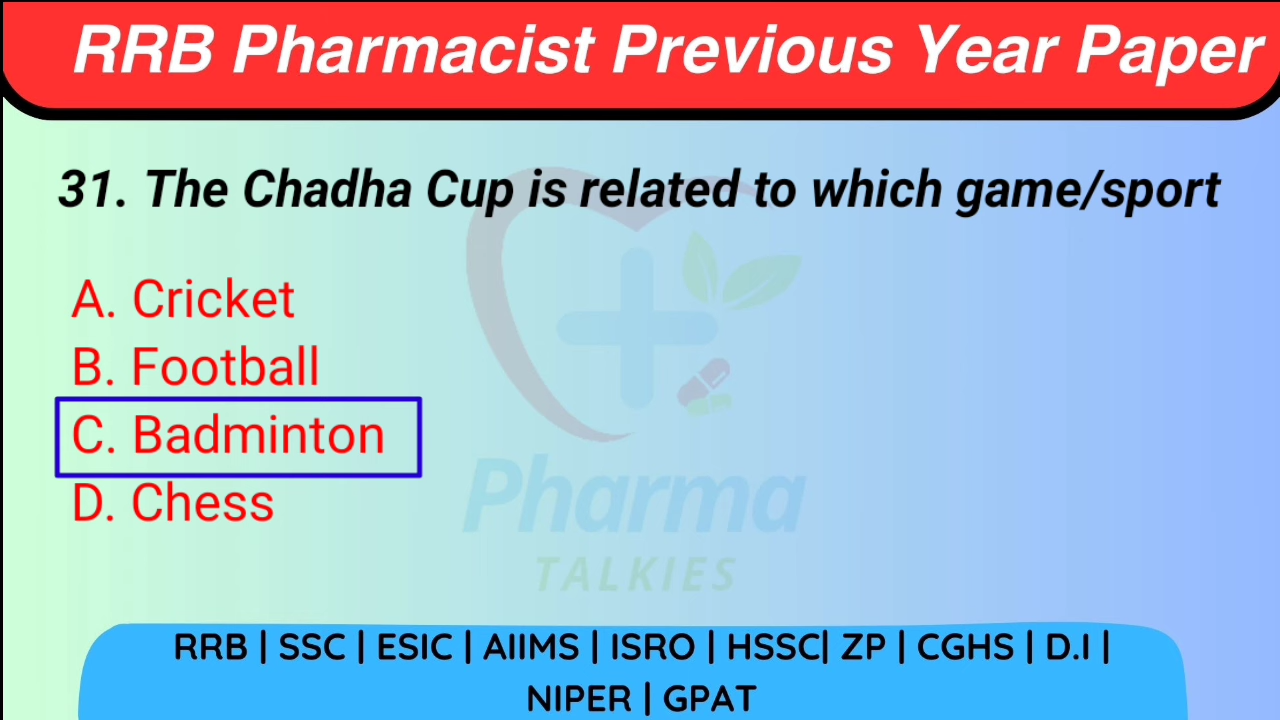 RRB Pharmacist Previous Year Paper
31. The Chadha Cup is related to which game/sport
A. Cricket
B. Football
C. Badminton
D. Chess
Pharma
TALKIES
RRB | SSC | ESIC | AIIMS | ISRO | HSSC| ZP | CGHS | D.I |
NIPER | GPAT